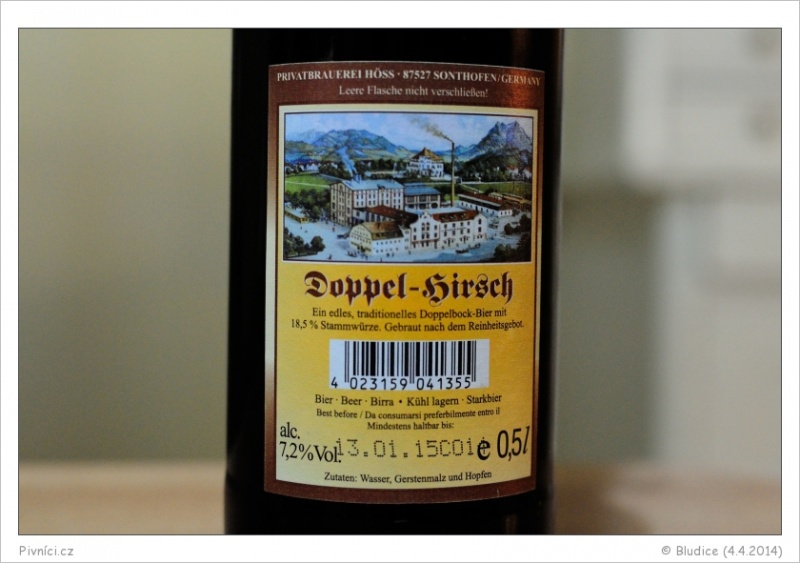 PRIVATBRAUEREI HÖSS · 87527 SONTHOFEN/GERMANY
Leere Flasche nicht verschließen!
Doppel-Hirsch
Ein edles, traditionelles Doppelbock-Bier mit
18,5 % Stammwürze. Gebraut nach dem Reinheitsgebot.
4 023159 041355
Bier · Beer · Birra • Kühl lagern · Starkbier
Best before / Da consumarsi preferbilmente entro il
Mindestens haltbar bis:
alc.
7,2% Vol. 13.01.15C01 e 0,5l
Zutaten: Wasser, Gerstenmalz und Hopfen
Pivníci.cz
© Bludice (4.4.2014)